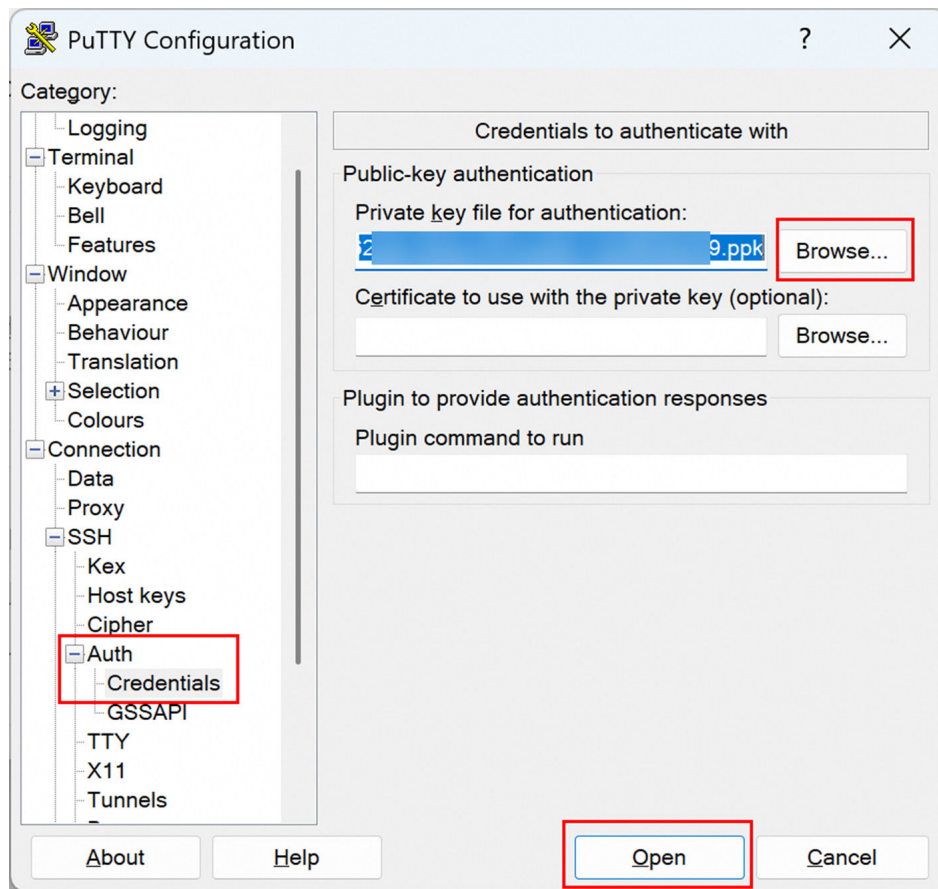 PuTTY Configuration
?
Category:
Logging
Terminal
Keyboard
Bell
Features
Window
Appearance
Behaviour
Translation
Selection
Colours
Connection
Data
Proxy
SSH
Kex
Host keys
Cipher
Auth
Credentials
GSSAPI
TTY
X11
Tunnels
Credentials to authenticate with
Public-key authentication
Private key file for authentication:
9.ppk
Browse...
Certificate to use with the private key (optional):
Browse...
Plugin to provide authentication responses
Plugin command to run
About
Help
Open
Cancel